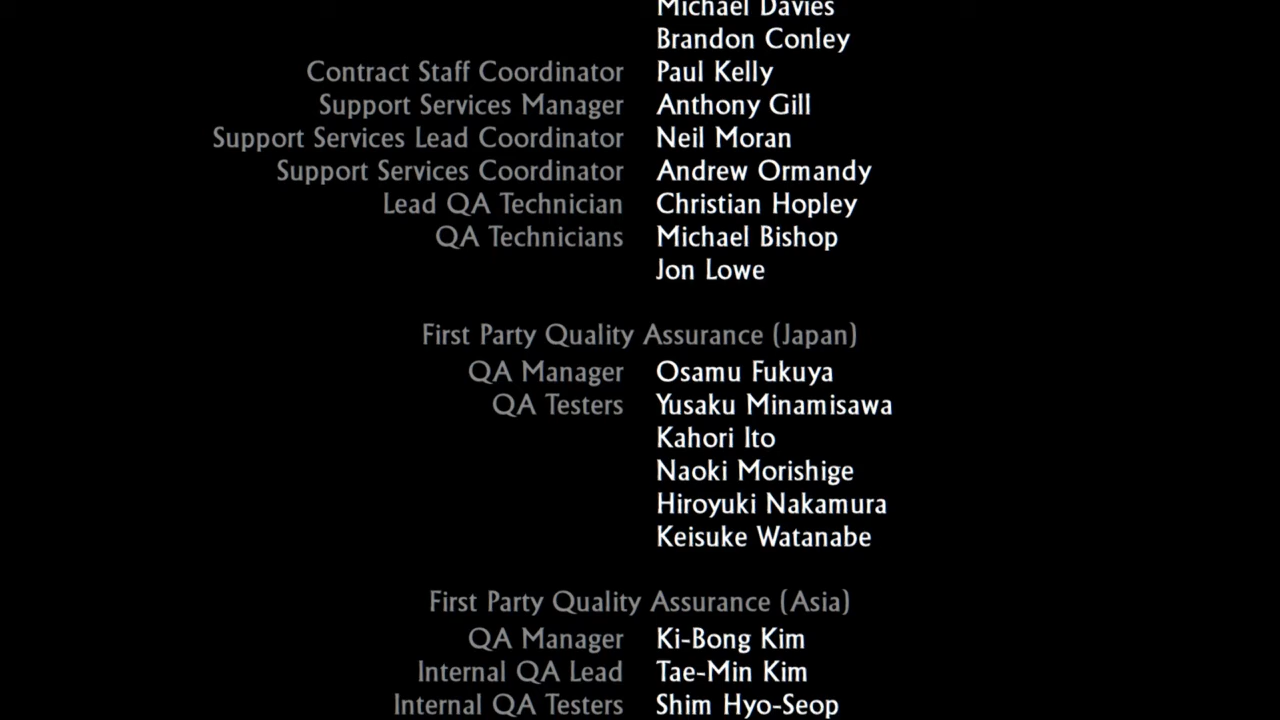 Michael Davies
Brandon Conley
Contract Staff Coordinator Paul Kelly
Support Services Manager Anthony Gill
Support Services Lead Coordinator Neil Moran
Support Services Coordinator Andrew Ormandy
Lead QA Technician Christian Hopley
QA Technicians Michael Bishop
Jon Lowe
First Party Quality Assurance (Japan)
QA Manager Osamu Fukuya
QA Testers Yusaku Minamisawa
Kahori Ito
Naoki Morishige
Hiroyuki Nakamura
Keisuke Watanabe
First Party Quality Assurance (Asia)
QA Manager Ki-Bong Kim
Internal QA Lead Tae-Min Kim
Internal QA Testers Shim Hyo-Seop